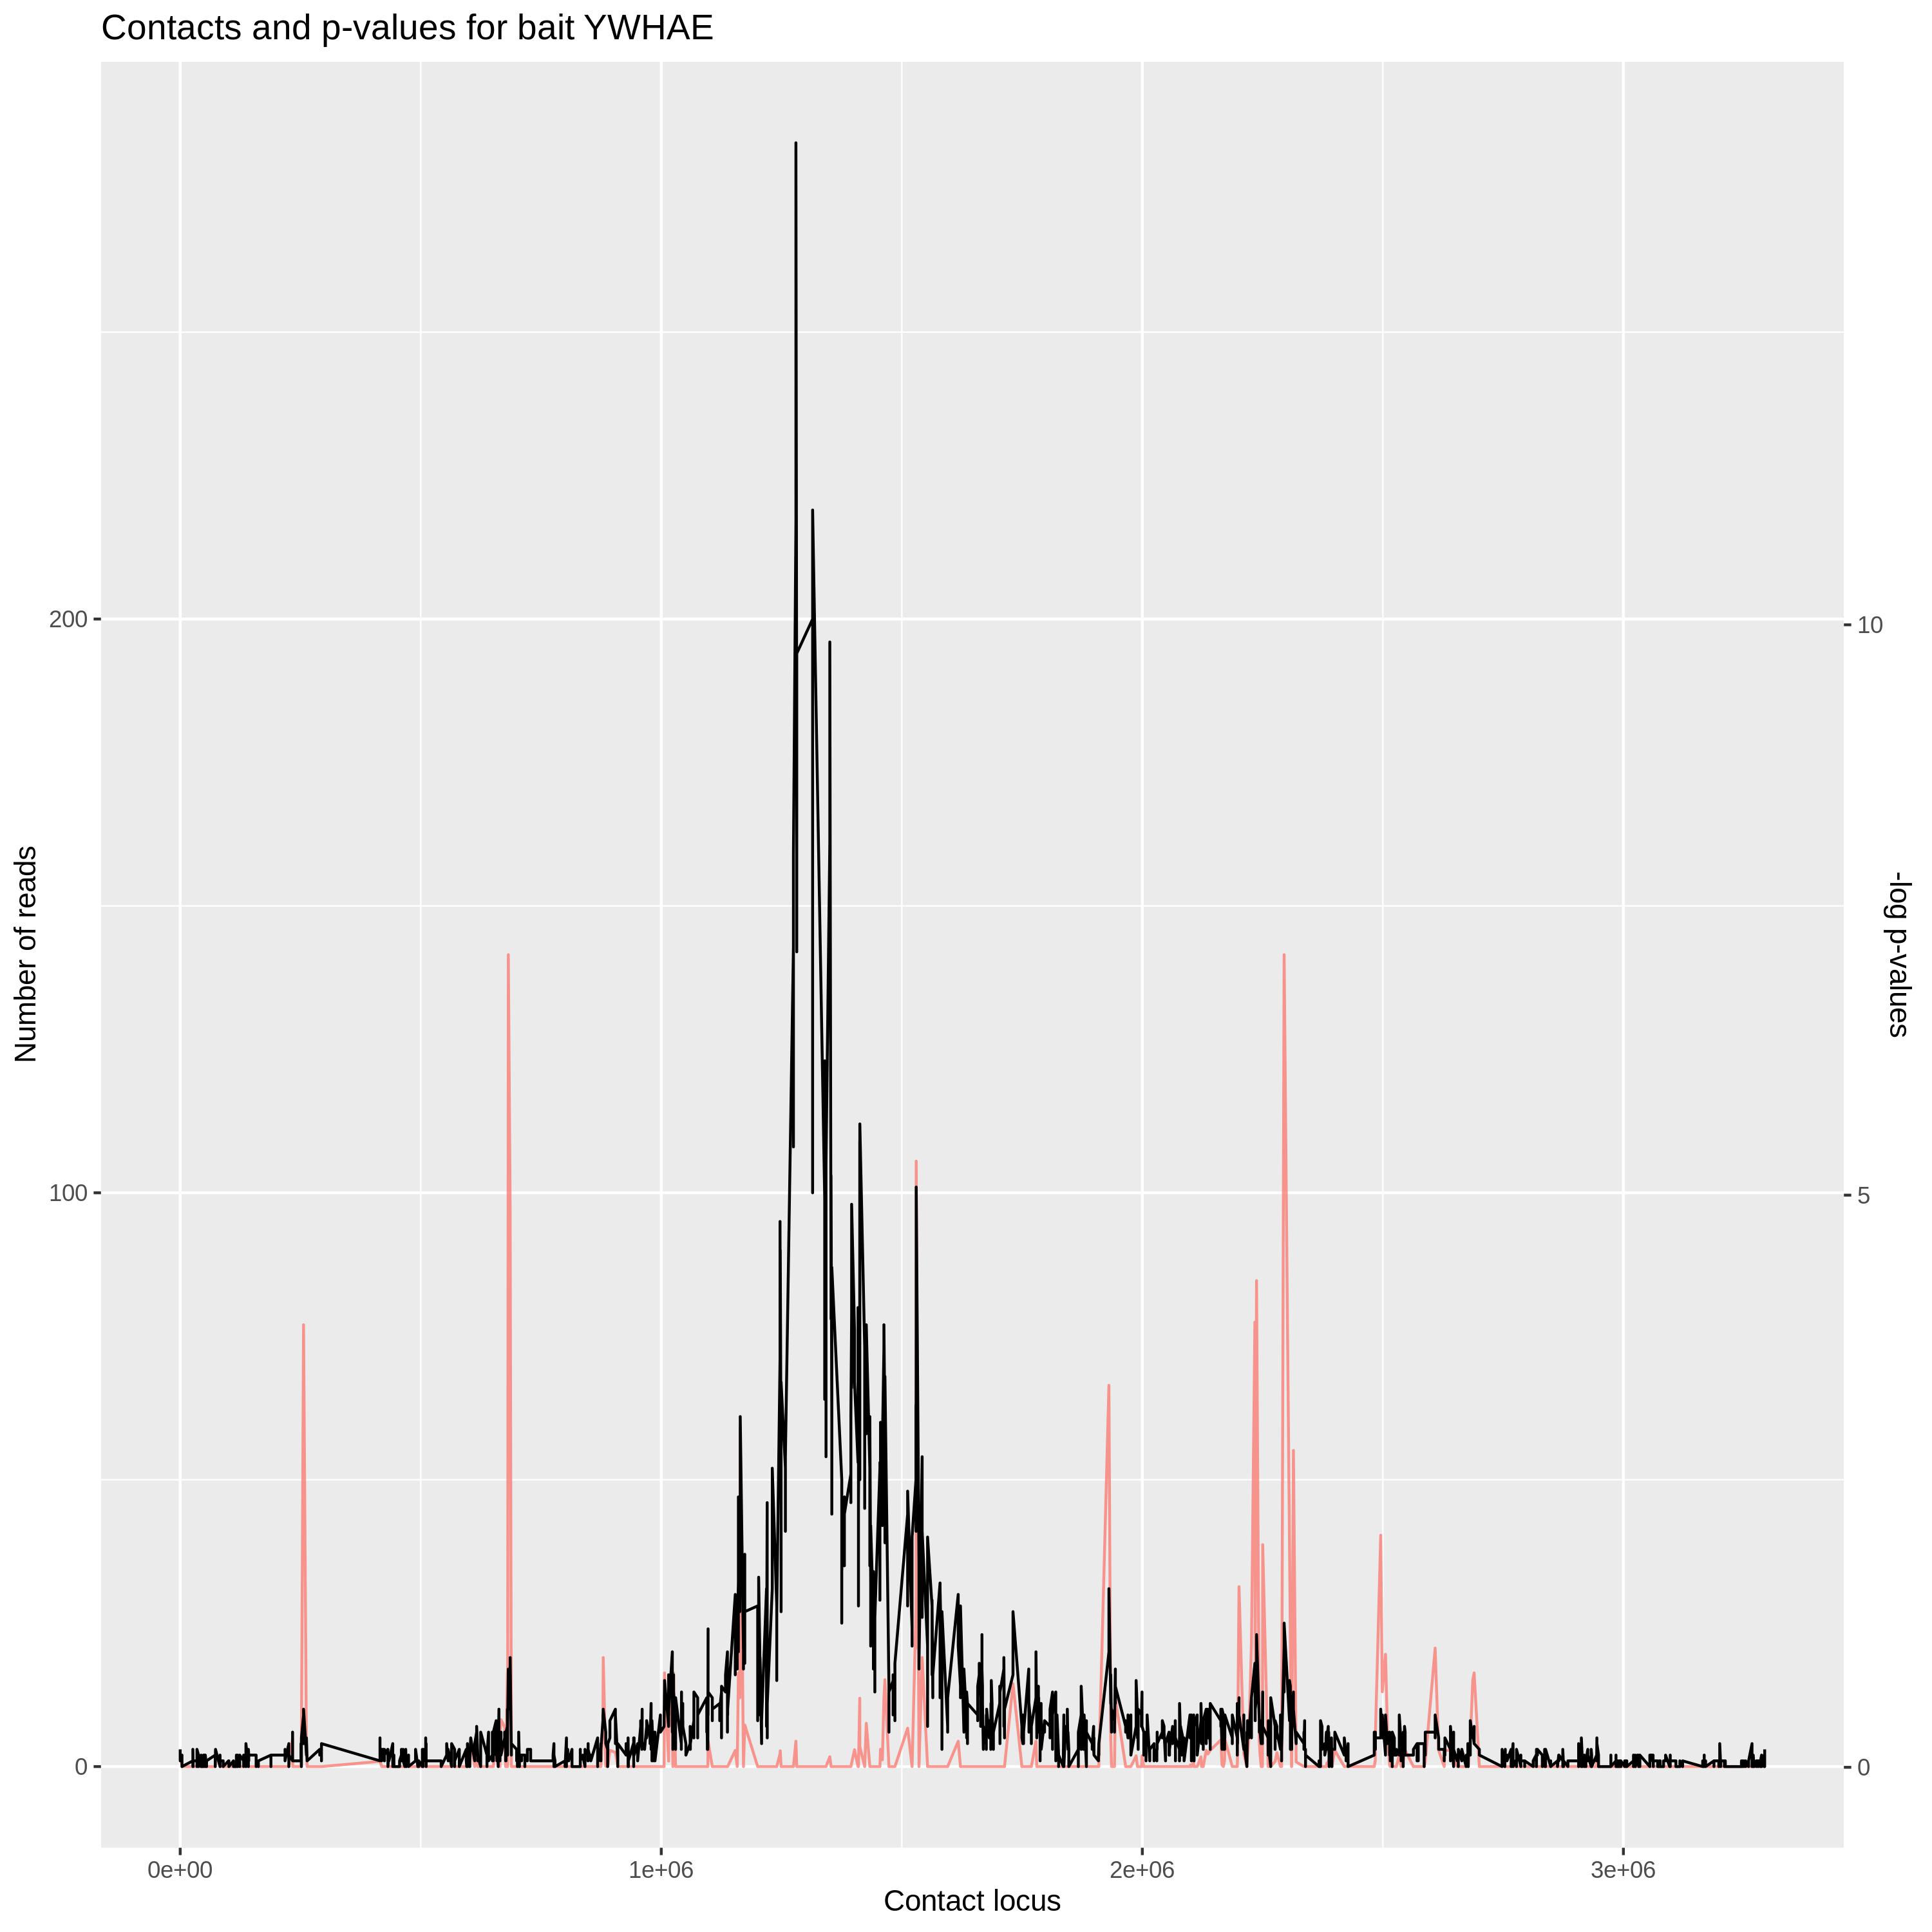 Contacts and p-values for bait YWHAE
200
100
0
Number of reads
10
5
0
-log p-values
0e+00 1e+06 2e+06 3e+06
Contact locus